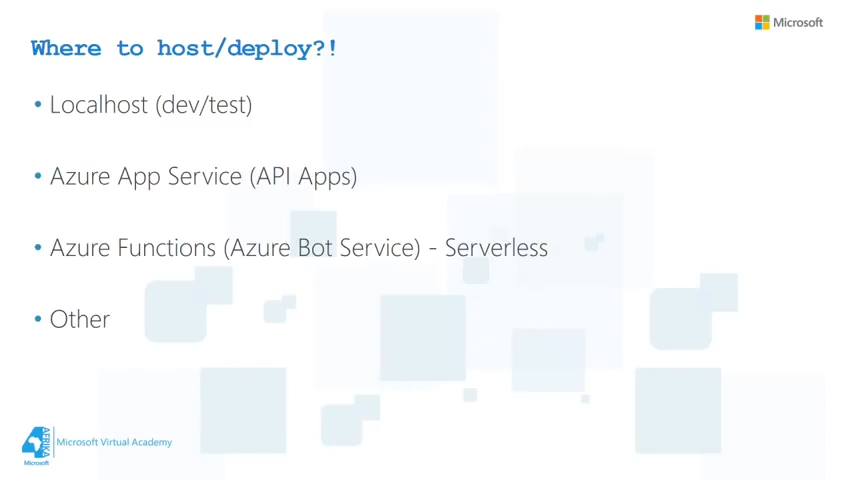 Microsoft
Where to host/deploy?!
• Localhost (dev/test)
• Azure App Service (API Apps)
• Azure Functions (Azure Bot Service) - Serverless
• Other
4AFRIKA
Microsoft
Microsoft Virtual Academy